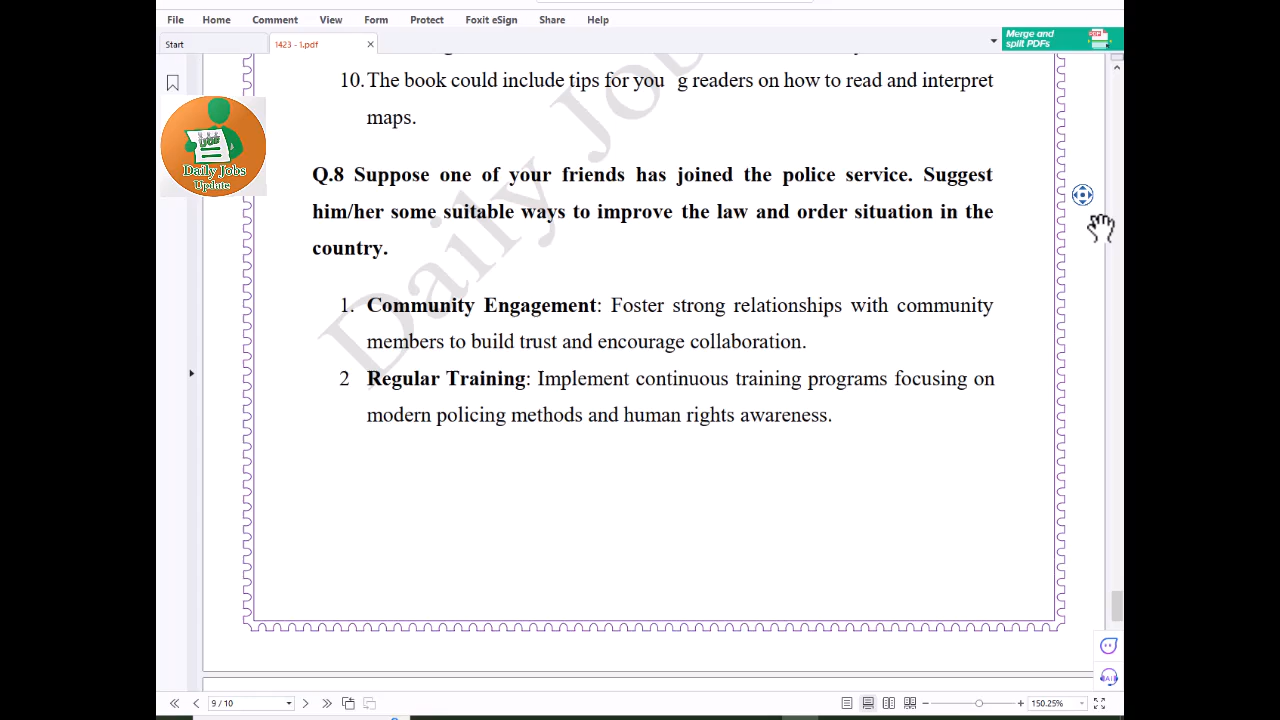 File Home Comment View Form Protect Foxit eSign Share Help
Start 1423 - 1.pdf
Merge and
split PDFs
10. The book could include tips for you g readers on how to read and interpret
maps.
Daily Jobs
Update
Q.8 Suppose one of your friends has joined the police service. Suggest
him/her some suitable ways to improve the law and order situation in the
country.
1. Community Engagement: Foster strong relationships with community
members to build trust and encourage collaboration.
2 Regular Training: Implement continuous training programs focusing on
modern policing methods and human rights awareness.
Daily Job
AI
9 / 10
150.25%